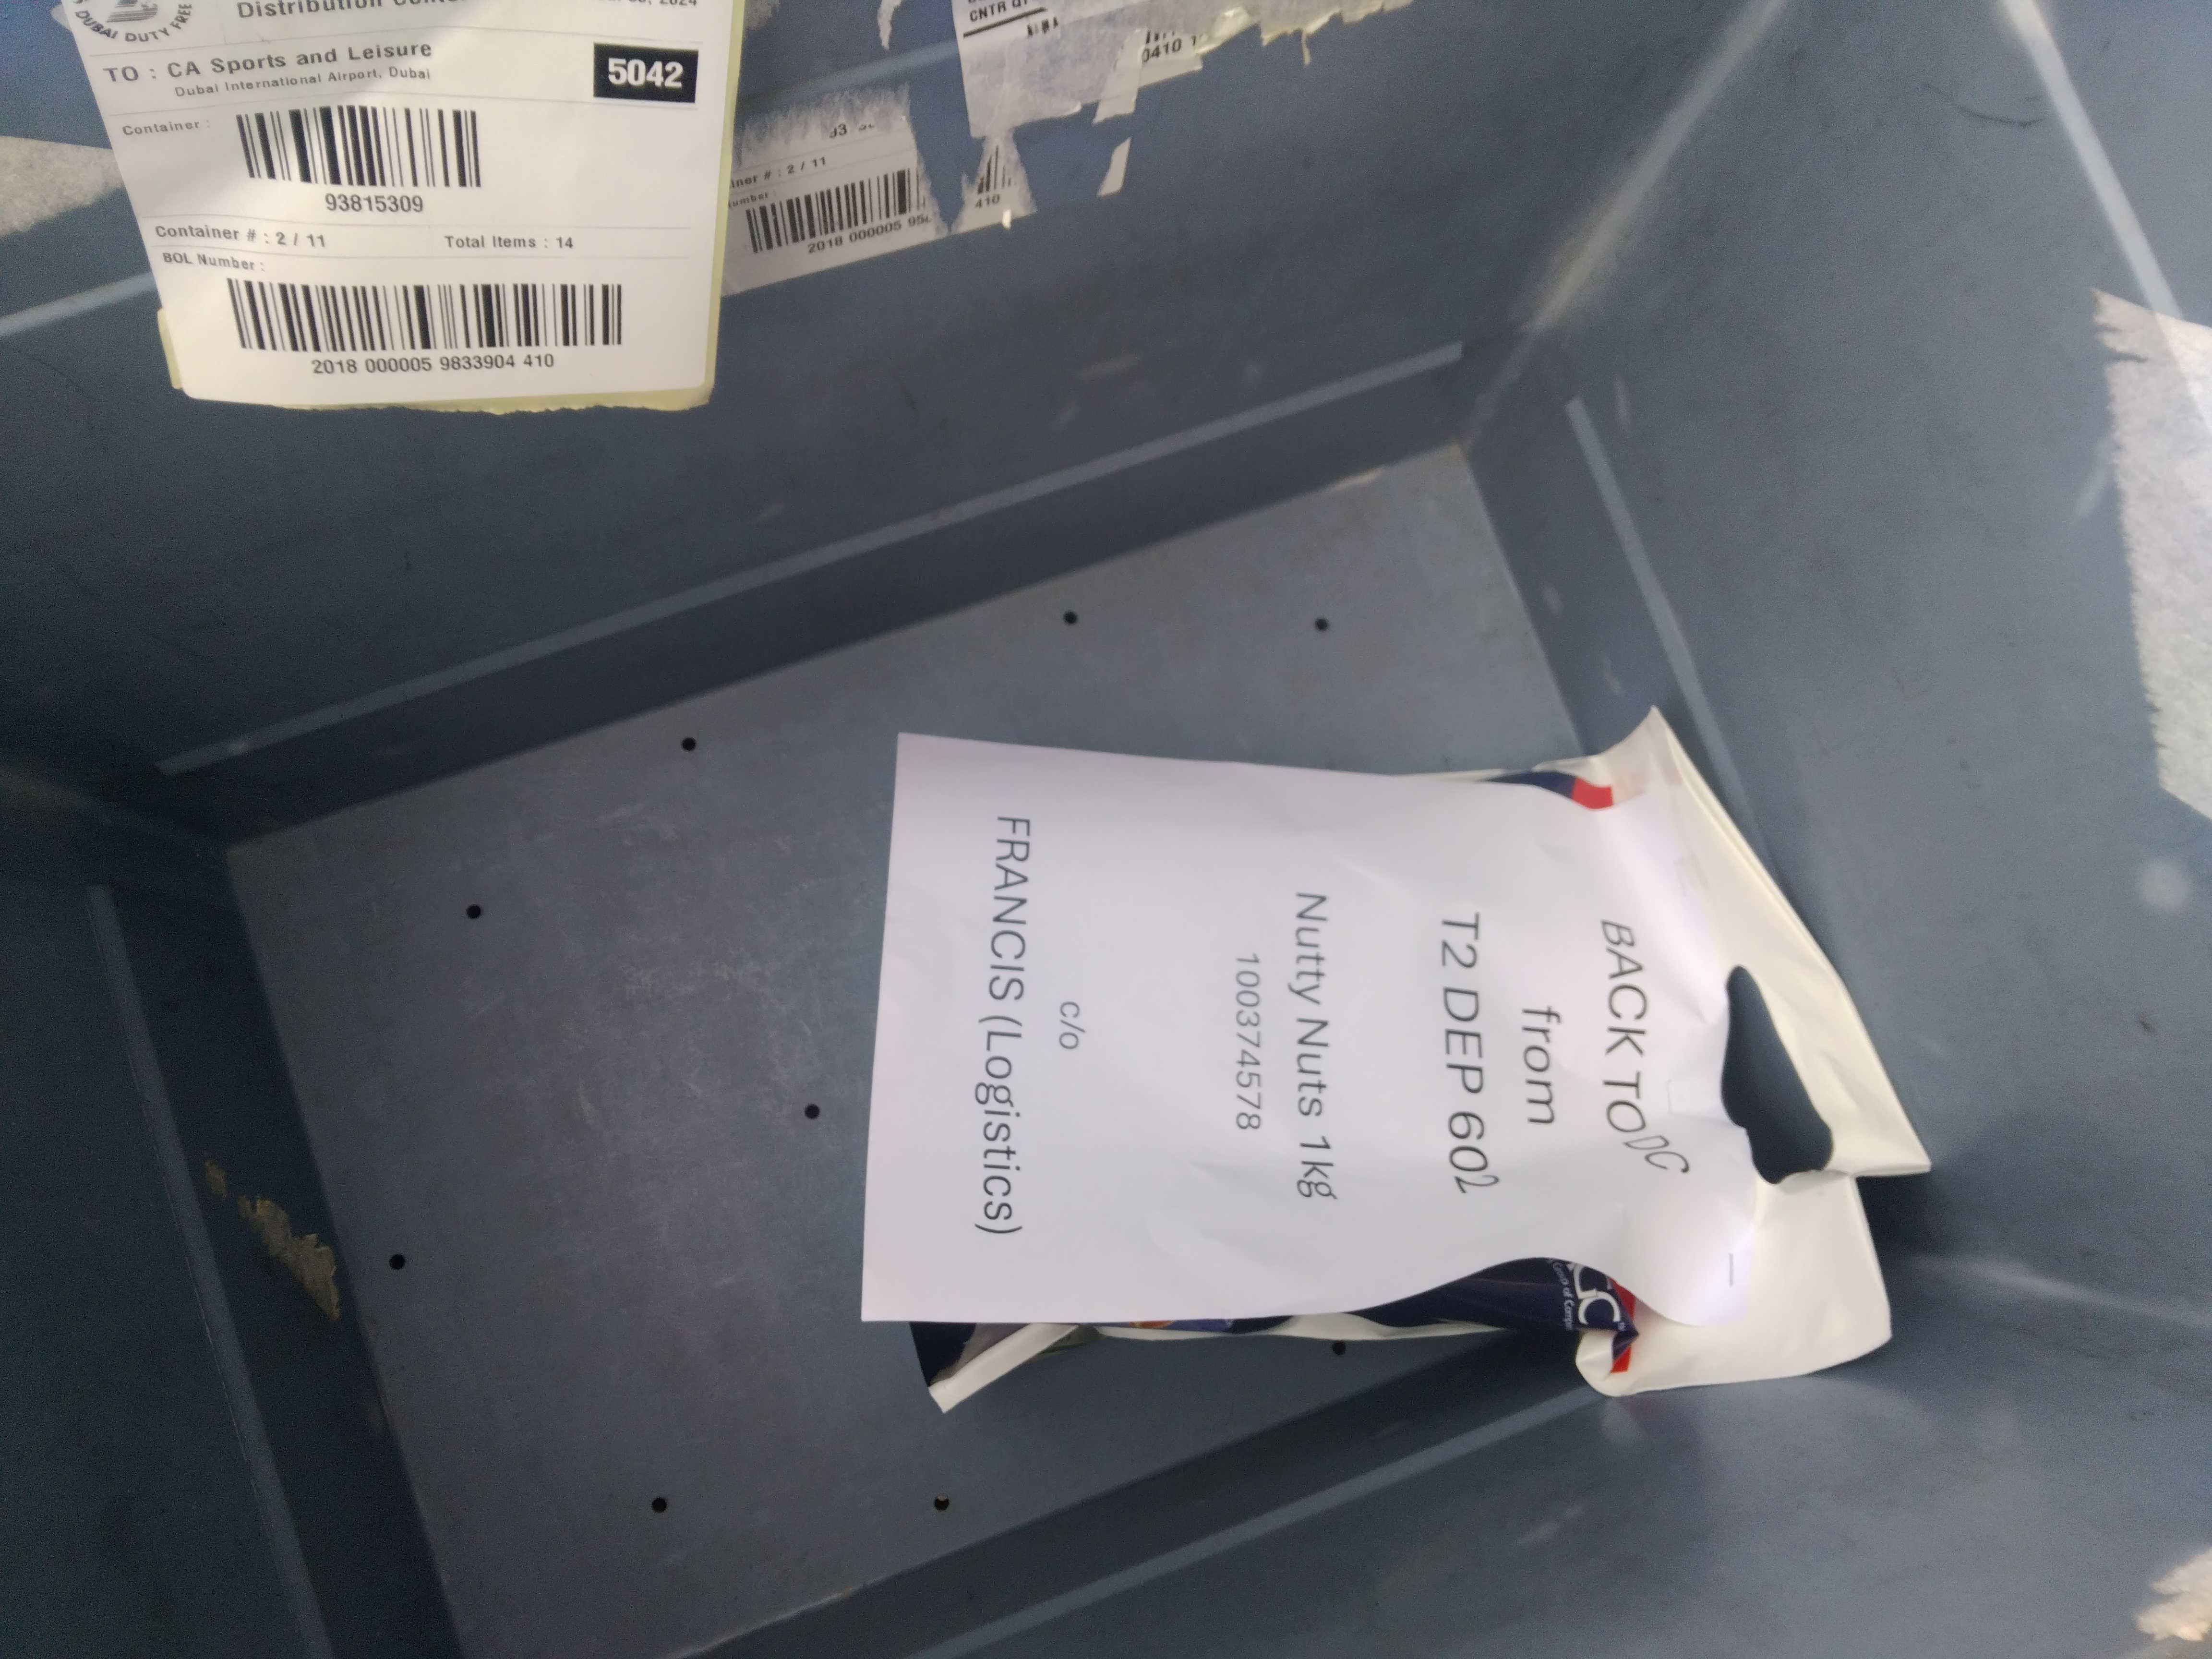 DUBAI DUTY FREE
Distribution
2024
TO : CA Sports and Leisure
Dubai International Airport, Dubai
5042
Container :
93815309
Container # : 2 / 11
Total Items : 14
BOL Number :
2018 000005 9833904 410
CNTR
0410
# : 2 / 11
2018 000005
410
BACK TO DC
from
T2 DEP 602
Nutty Nuts 1kg
100374578
c/o
FRANCIS (Logistics)